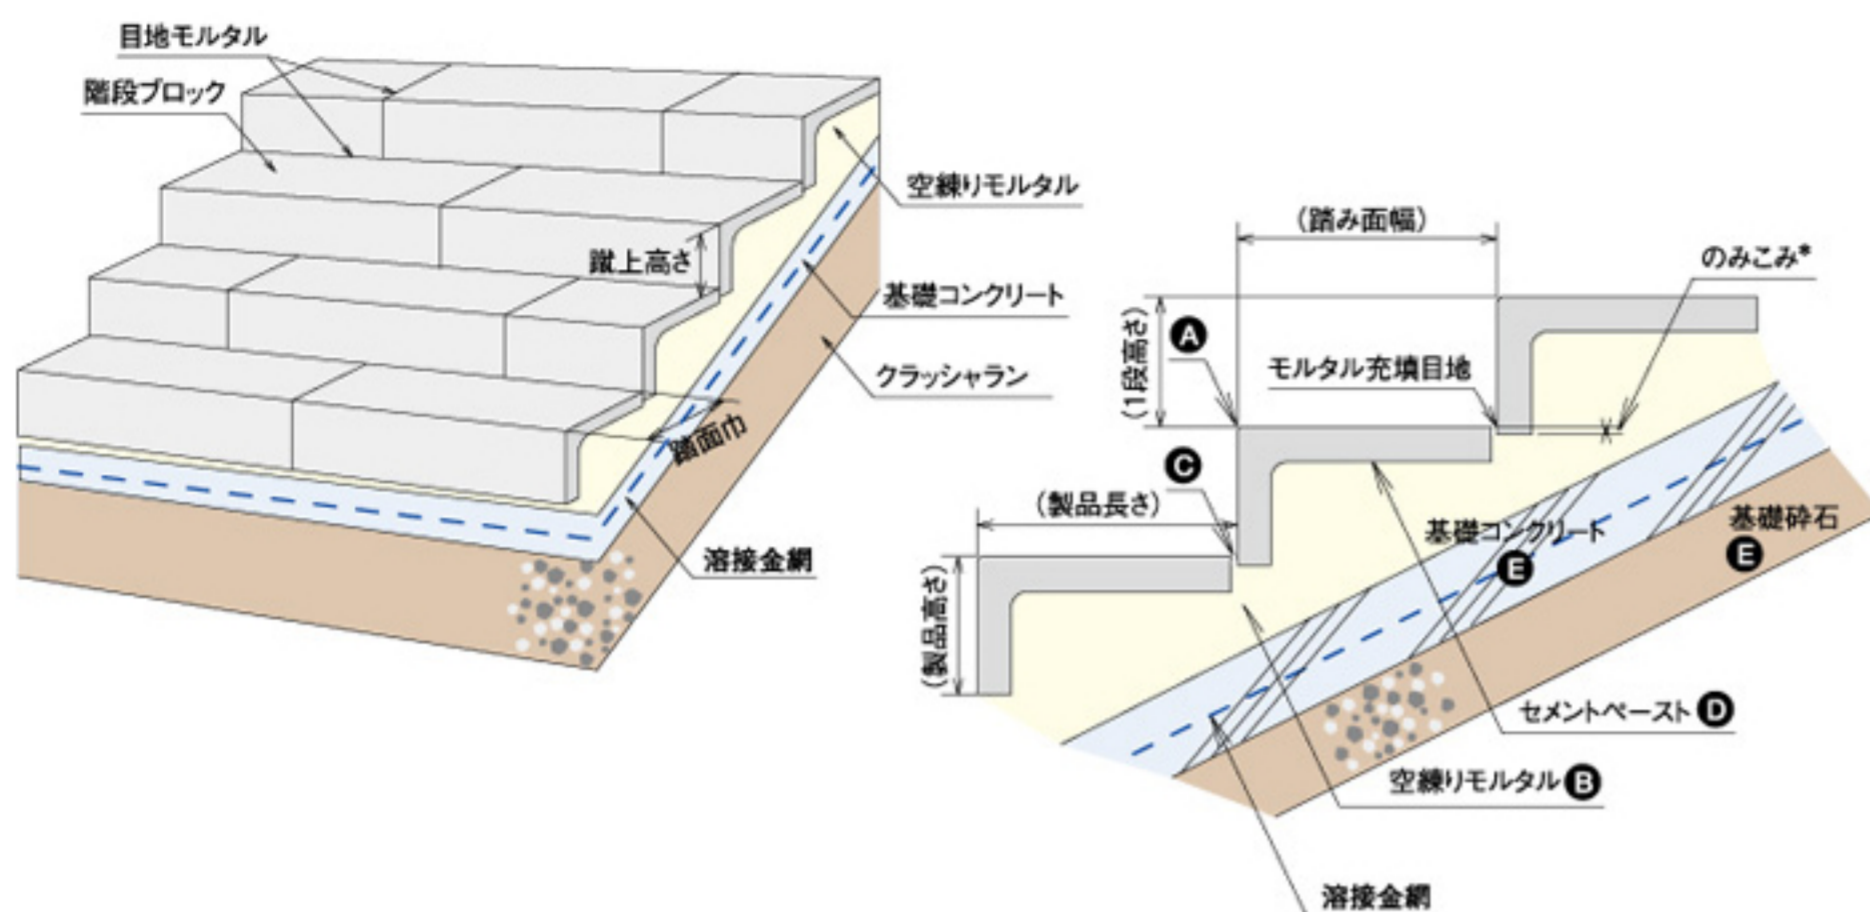 目地モルタル
階段ブロック
空練りモルタル
蹴上高さ
基礎コンクリート
クラッシャラン
踏面巾
溶接金網
(踏み面幅)
のみこみ*
(1段高さ)
A
モルタル充填目地
C
(製品長さ)
基礎コンクリート
E
基礎砕石
E
(製品高さ)
セメントペースト D
空練りモルタル B
溶接金網